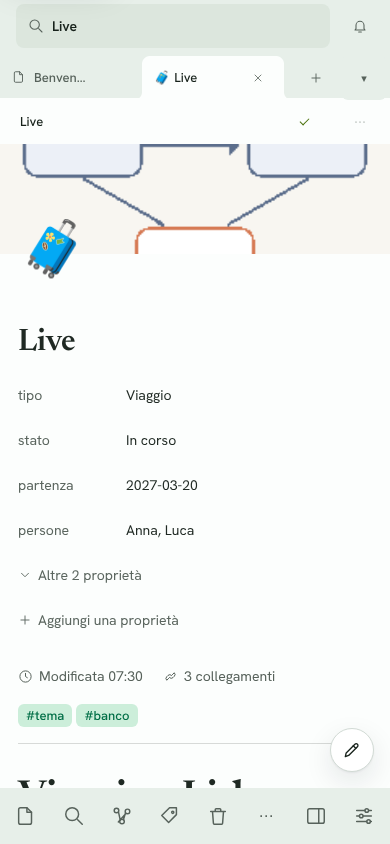 Live
Benven...
Live
Live
Live
tipo Viaggio
stato In corso
partenza 2027-03-20
persone Anna, Luca
Altre 2 proprietà
Aggiungi una proprietà
Modificata 07:30 3 collegamenti
#tema #banco